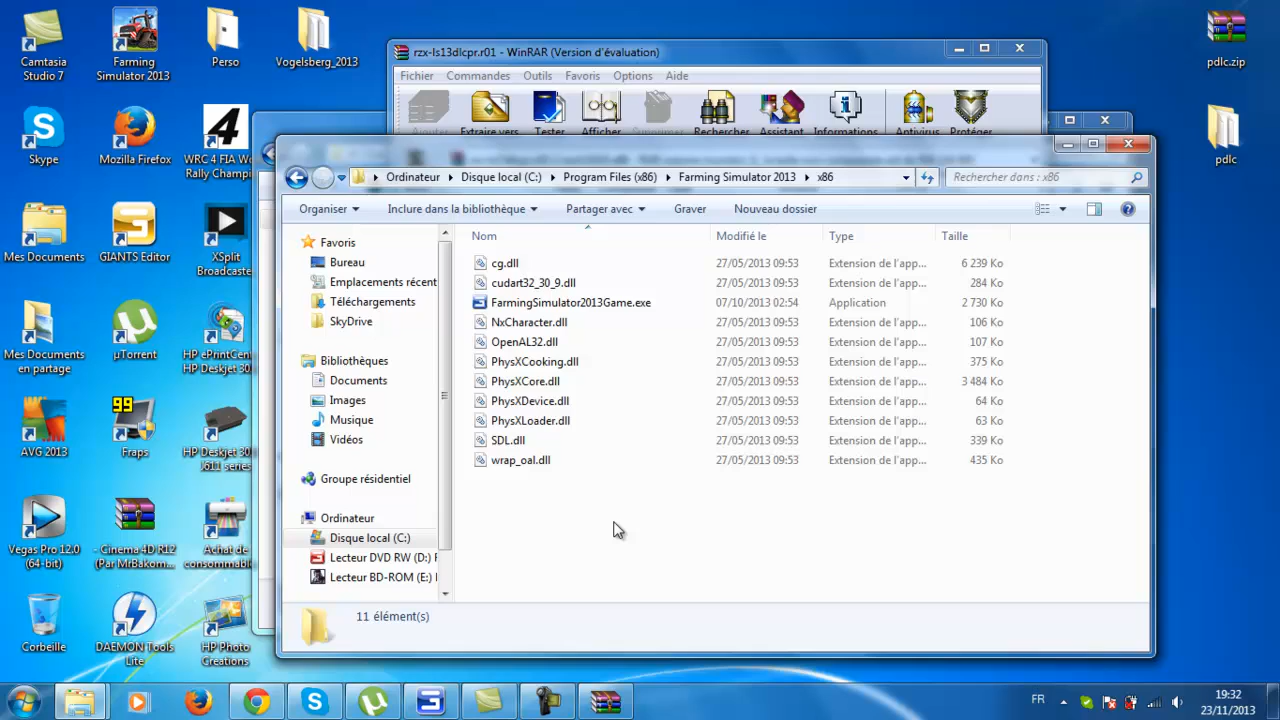 Camtasia Studio 7
Farming Simulator 2013
Perso
Vogelsberg_2013
pdlc.zip
Skype
Mozilla Firefox
WRC 4 FIA Wo
Rally Champi
pdlc
Mes Documents
GIANTS Editor
XSplit
Broadcaste
Mes Documents en partage
µTorrent
HP ePrintCent
HP Deskjet 30
AVG 2013
Fraps
HP Deskjet 30
J611 series
Vegas Pro 12.0 (64-bit)
- Cinema 4D R12 (Par MrBakom...
Achat de consommabl
Corbeille
DAEMON Tools Lite
HP Photo Creations
rzx-ls13dlcpr.r01 - WinRAR (Version d'évaluation)
Fichier Commandes Outils Favoris Options Aide
Extraire vers Tester Afficher Rechercher Assistant Informations Antivirus Protéger
Ordinateur Disque local (C:) Program Files (x86) Farming Simulator 2013 x86
Rechercher dans : x86
Organiser Inclure dans la bibliothèque Partager avec Graver Nouveau dossier
Favoris
Bureau
Emplacements récent
Téléchargements
SkyDrive
Bibliothèques
Documents
Images
Musique
Vidéos
Groupe résidentiel
Ordinateur
Disque local (C:)
Lecteur DVD RW (D:)
Lecteur BD-ROM (E:)
Nom Modifié le Type Taille
cg.dll 27/05/2013 09:53 Extension de l'app... 6 239 Ko
cudart32_30_9.dll 27/05/2013 09:53 Extension de l'app... 284 Ko
FarmingSimulator2013Game.exe 07/10/2013 02:54 Application 2 730 Ko
NxCharacter.dll 27/05/2013 09:53 Extension de l'app... 106 Ko
OpenAL32.dll 27/05/2013 09:53 Extension de l'app... 107 Ko
PhysXCooking.dll 27/05/2013 09:53 Extension de l'app... 375 Ko
PhysXCore.dll 27/05/2013 09:53 Extension de l'app... 3 484 Ko
PhysXDevice.dll 27/05/2013 09:53 Extension de l'app... 64 Ko
PhysXLoader.dll 27/05/2013 09:53 Extension de l'app... 63 Ko
SDL.dll 27/05/2013 09:53 Extension de l'app... 339 Ko
wrap_oal.dll 27/05/2013 09:53 Extension de l'app... 435 Ko
11 élément(s)
FR
19:32
23/11/2013